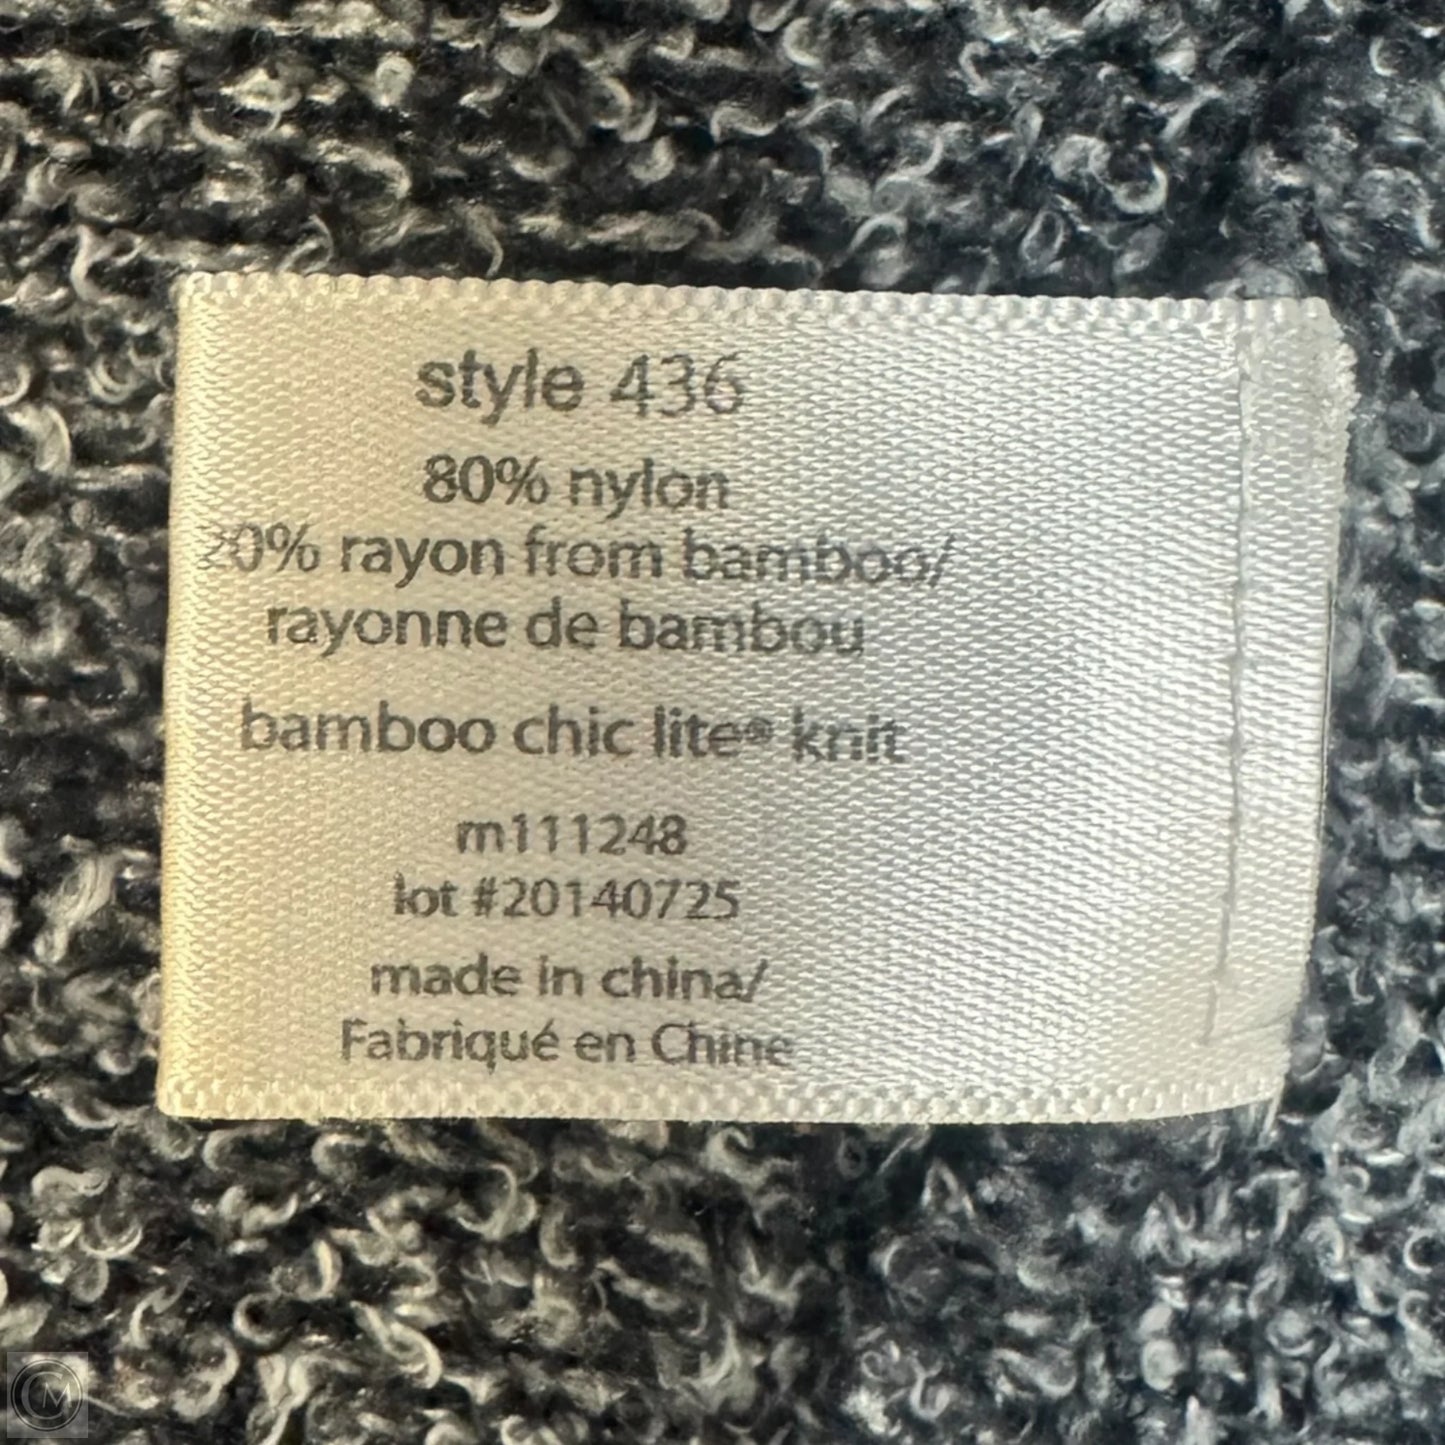 style 436
80% nylon
20% rayon from bamboo/
rayonne de bambou
bamboo chic lite® knit
m111248
lot #20140725
made in china/
Fabriqué en Chine
CM